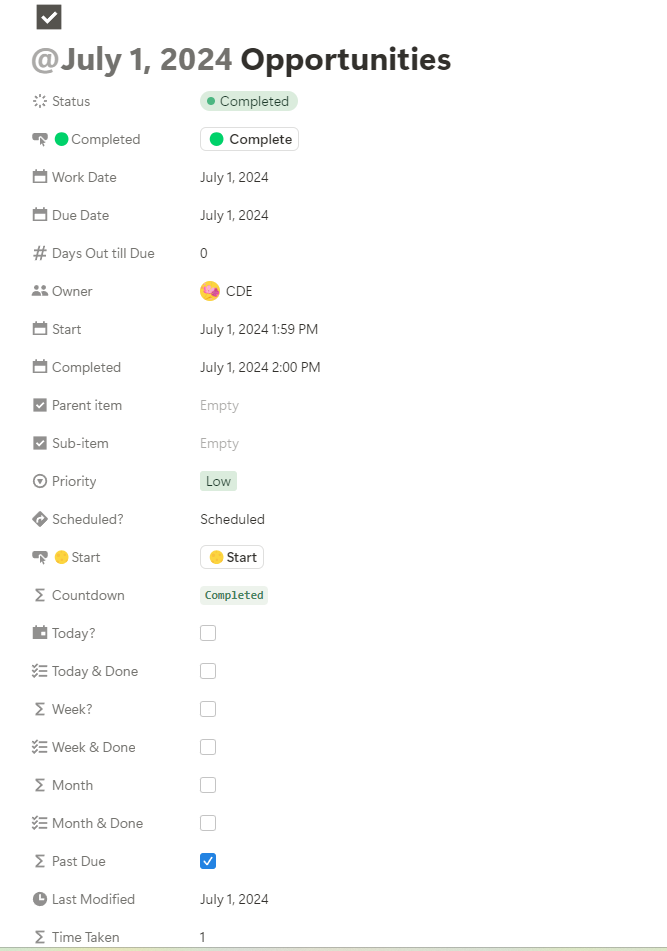 @July 1, 2024 Opportunities
Status Completed
Completed Complete
Work Date July 1, 2024
Due Date July 1, 2024
Days Out till Due 0
Owner CDE
Start July 1, 2024 1:59 PM
Completed July 1, 2024 2:00 PM
Parent item Empty
Sub-item Empty
Priority Low
Scheduled? Scheduled
Start Start
Countdown Completed
Today?
Today & Done
Week?
Week & Done
Month
Month & Done
Past Due
Last Modified July 1, 2024
Time Taken 1